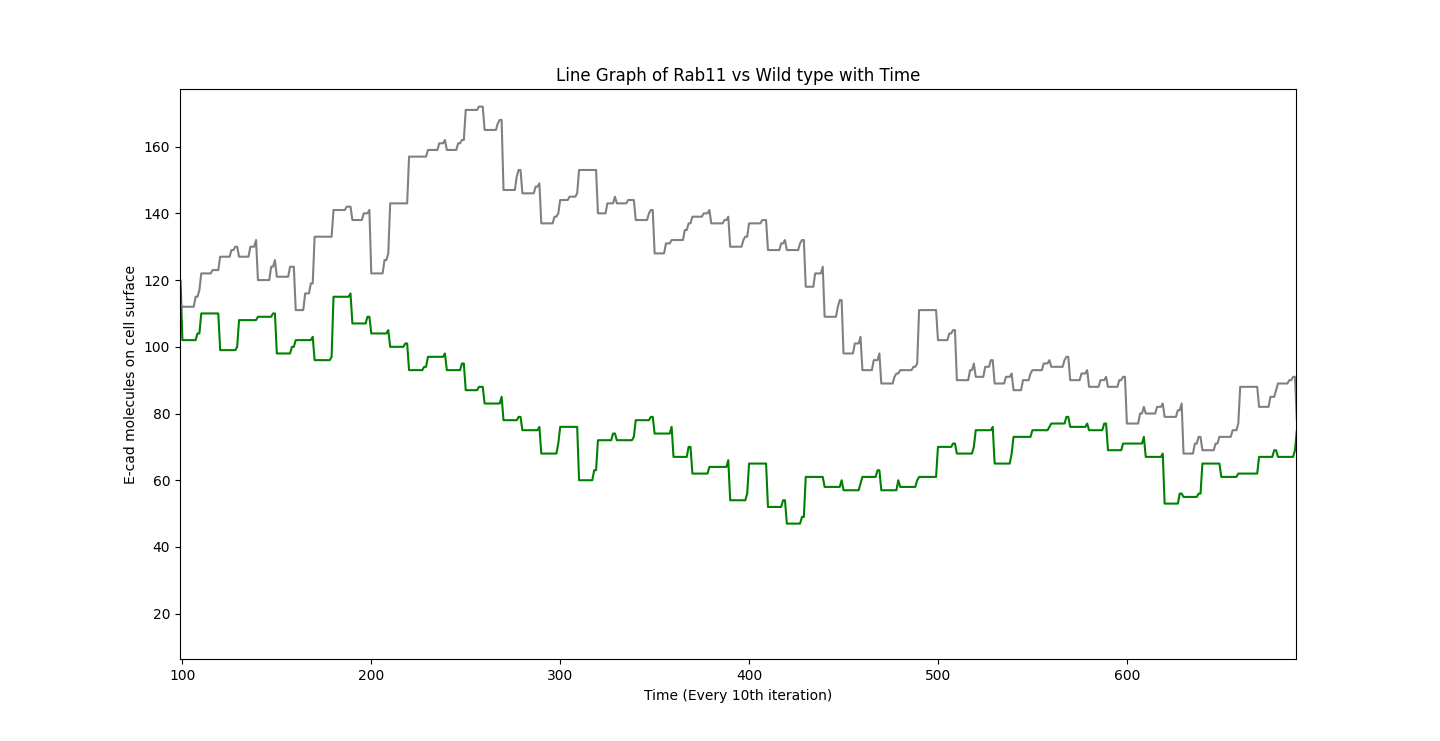 Line Graph of Rab11 vs Wild type with Time
E-cad molecules on cell surface
160
140
120
100
80
60
40
20
100 200 300 400 500 600
Time (Every 10th iteration)